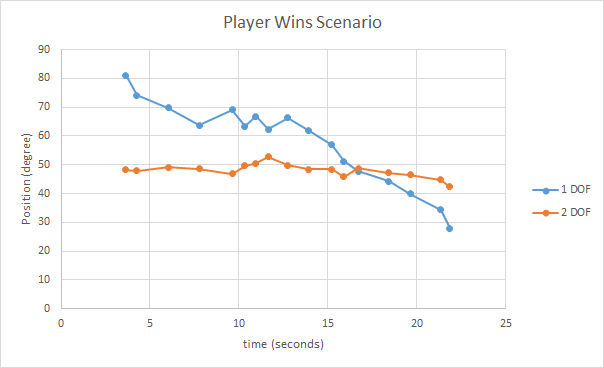 Player Wins Scenario
90
80
70
60
50
40
30
20
10
0
Position (degree)
0 5 10 15 20 25
time (seconds)
1 DOF
2 DOF